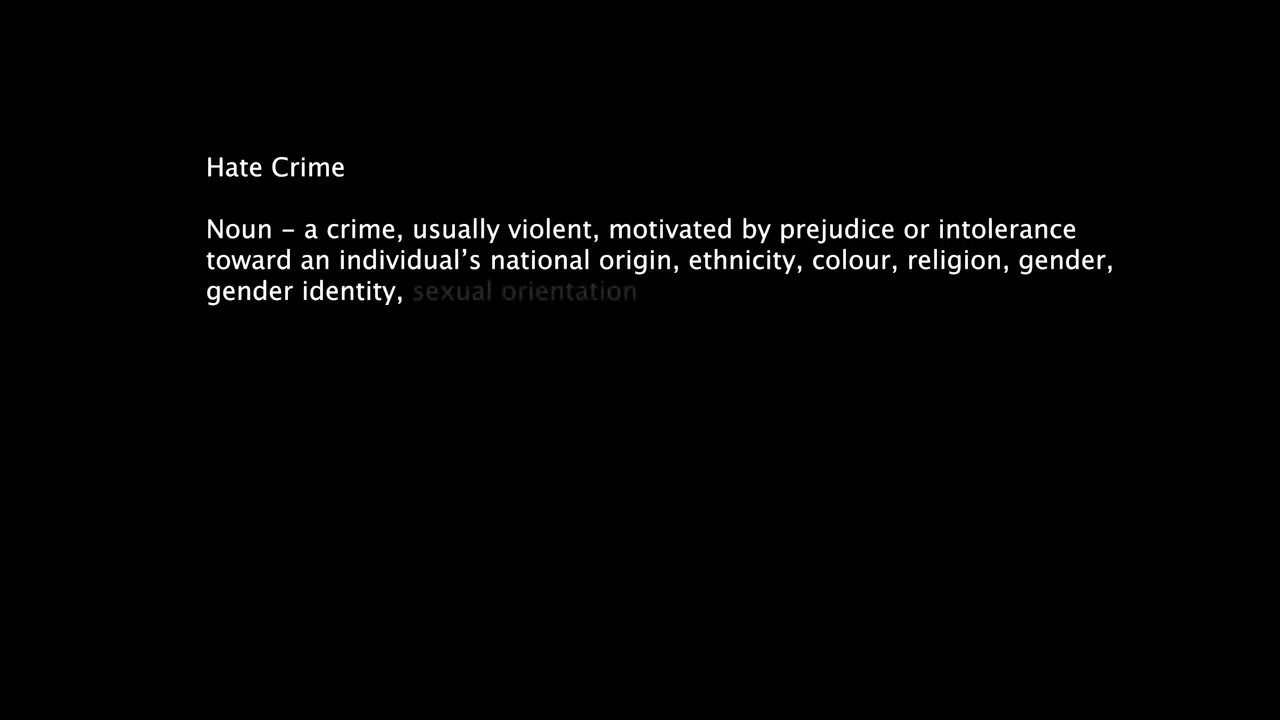 Hate Crime
Noun – a crime, usually violent, motivated by prejudice or intolerance
toward an individual’s national origin, ethnicity, colour, religion, gender,
gender identity, sexual orientation